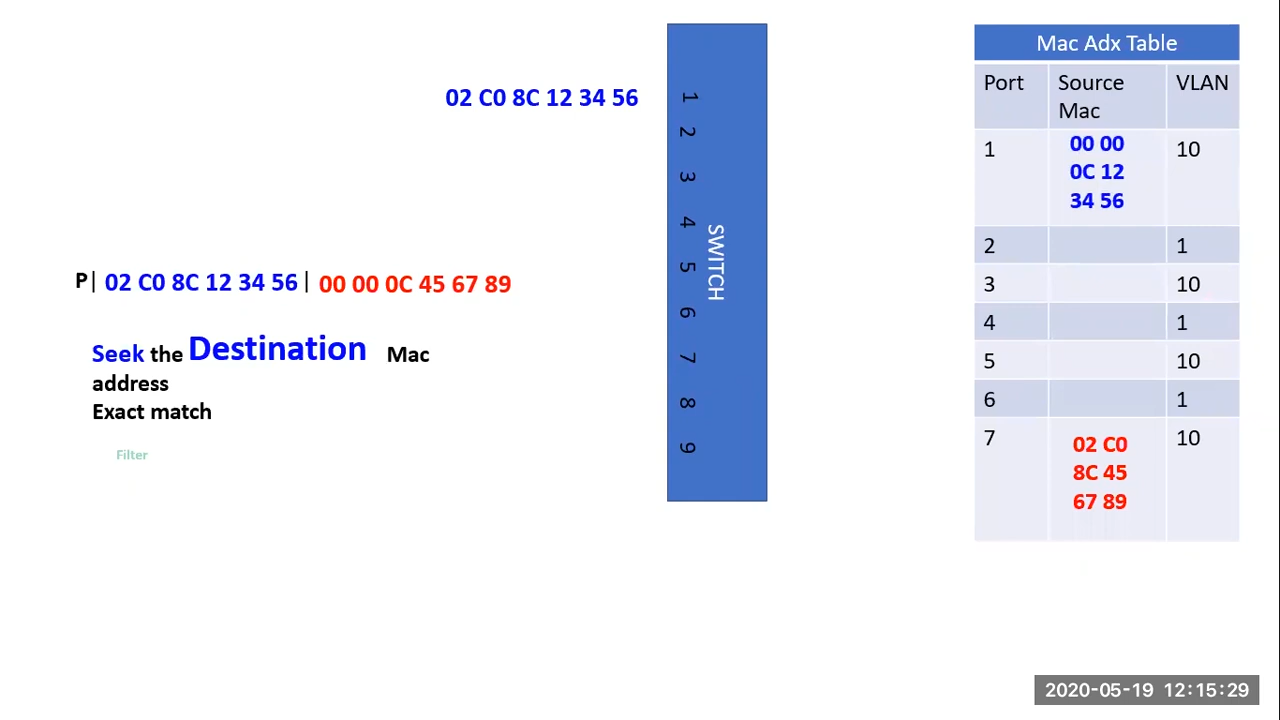 02 C0 8C 12 34 56
P| 02 C0 8C 12 34 56 | 00 00 0C 45 67 89
Seek the Destination Mac
address
Exact match
Filter
1
2
3
4
5
6
7
8
9
SWITCH
Mac Adx Table
Port Source Mac VLAN
1 00 00 0C 12 34 56 10
2 1
3 10
4 1
5 10
6 1
7 02 C0 8C 45 67 89 10
2020-05-19 12:15:29